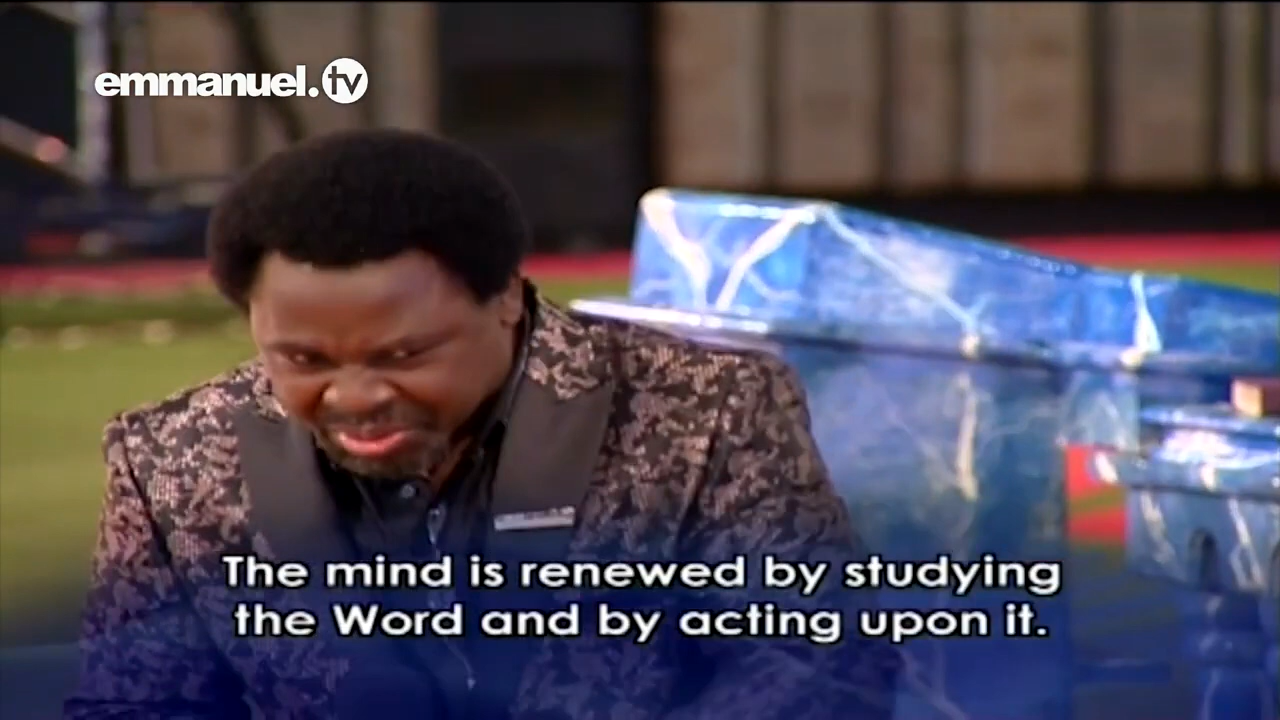 emmanuel.tv
The mind is renewed by studying
the Word and by acting upon it.